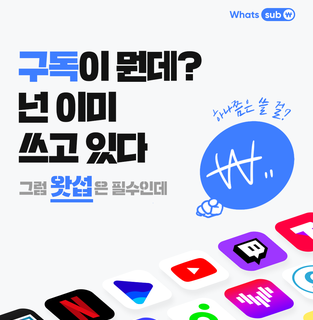 Whats sub w
구독이 뭔데?
넌 이미
쓰고 있다
하나쯤은 쓸 걸?
W..
그럼 왓섭은 필수인데